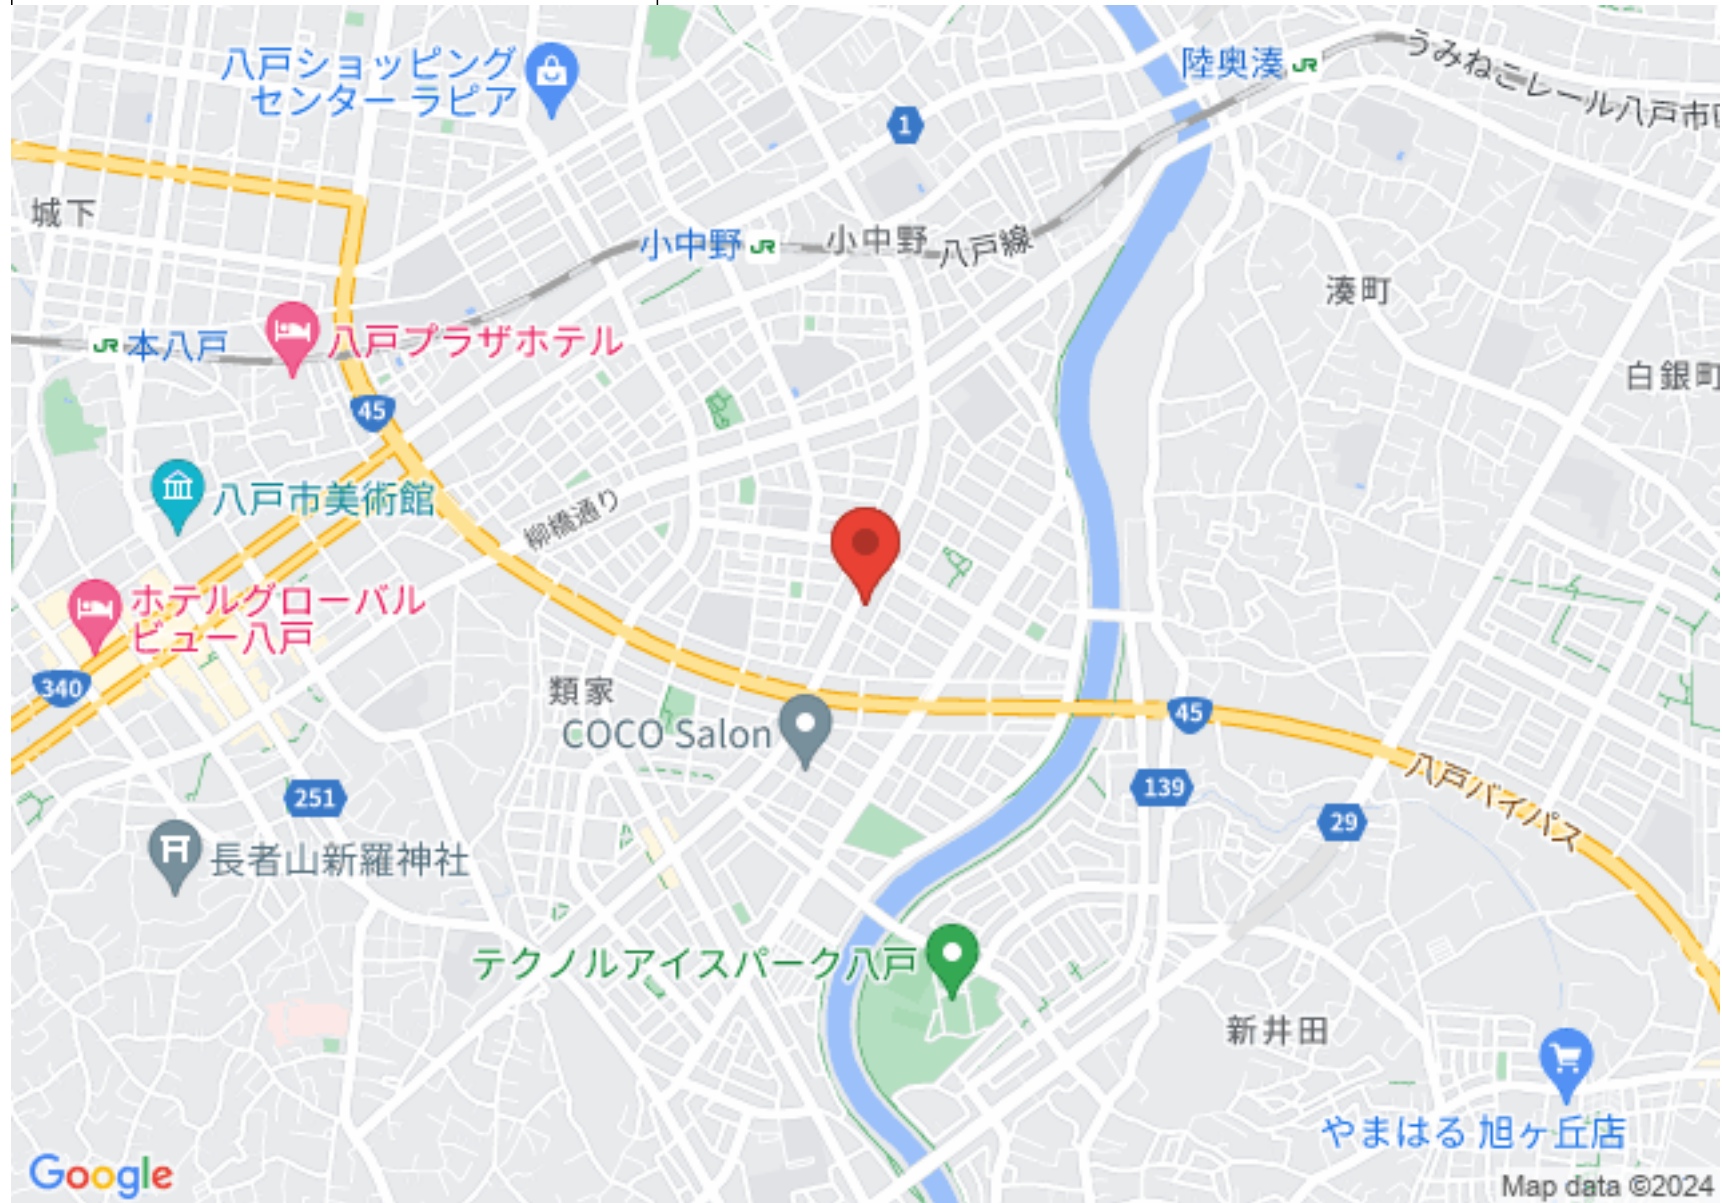 八戸ショッピング
センター ラピア
陸奥湊
JR
うみねこレール八戸市
1
城下
小中野
JR
小中野
八戸線
湊町
JR
本八戸
八戸プラザホテル
白銀町
45
八戸市美術館
柳橋通り
ホテルグローバル
ビュー八戸
340
類家
COCO Salon
45
251
139
29
八戸バイパス
長者山新羅神社
テクノルアイスパーク八戸
新井田
やまはる 旭ヶ丘店
Google
Map data ©2024